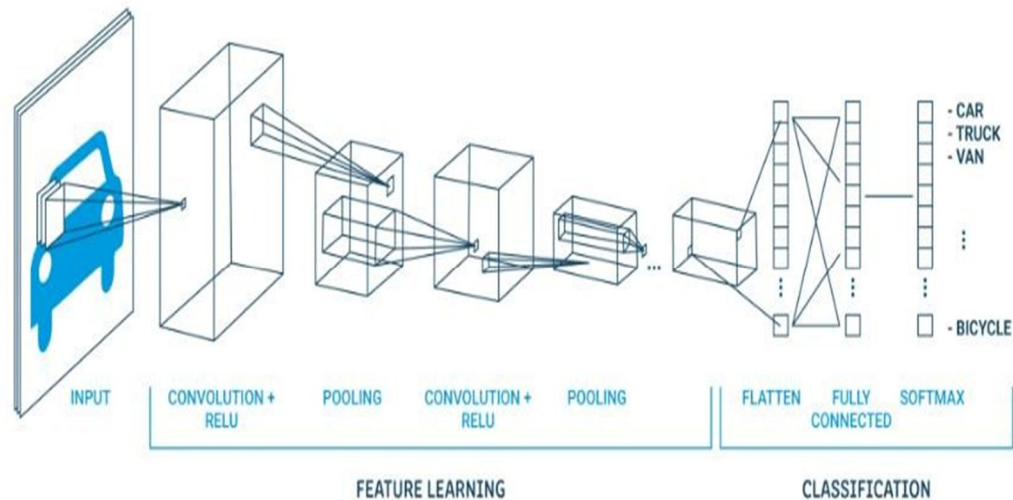 - CAR
- TRUCK
- VAN
- BICYCLE
INPUT
CONVOLUTION +
RELU
POOLING
CONVOLUTION +
RELU
POOLING
FLATTEN
FULLY
CONNECTED
SOFTMAX
FEATURE LEARNING
CLASSIFICATION